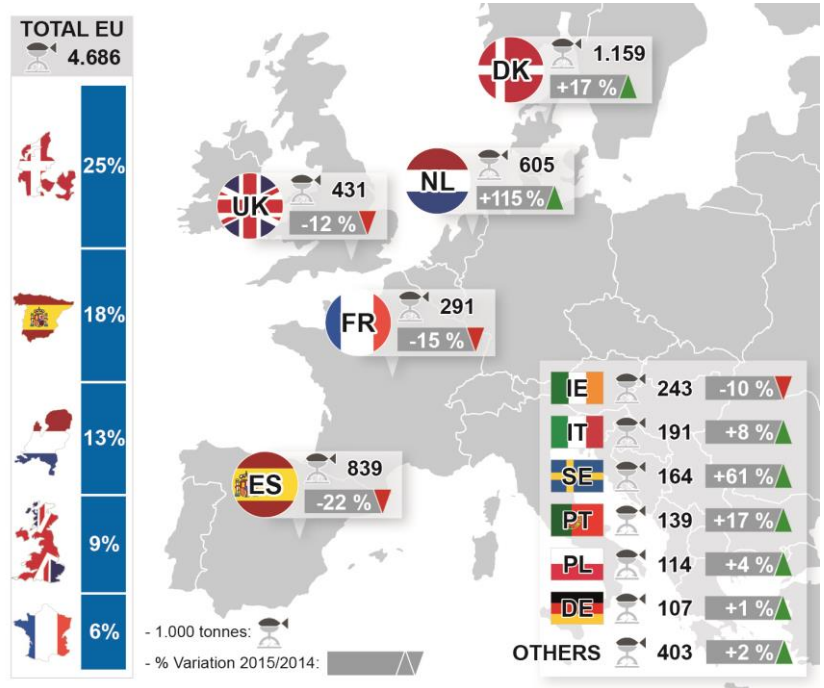 TOTAL EU
4.686
25%
18%
13%
9%
6%
DK
1.159
+17 %
UK
431
-12 %
NL
605
+115 %
FR
291
-15 %
ES
839
-22 %
IE 243 -10 %
IT 191 +8 %
SE 164 +61 %
PT 139 +17 %
PL 114 +4 %
DE 107 +1 %
OTHERS 403 +2 %
- 1.000 tonnes:
- % Variation 2015/2014: